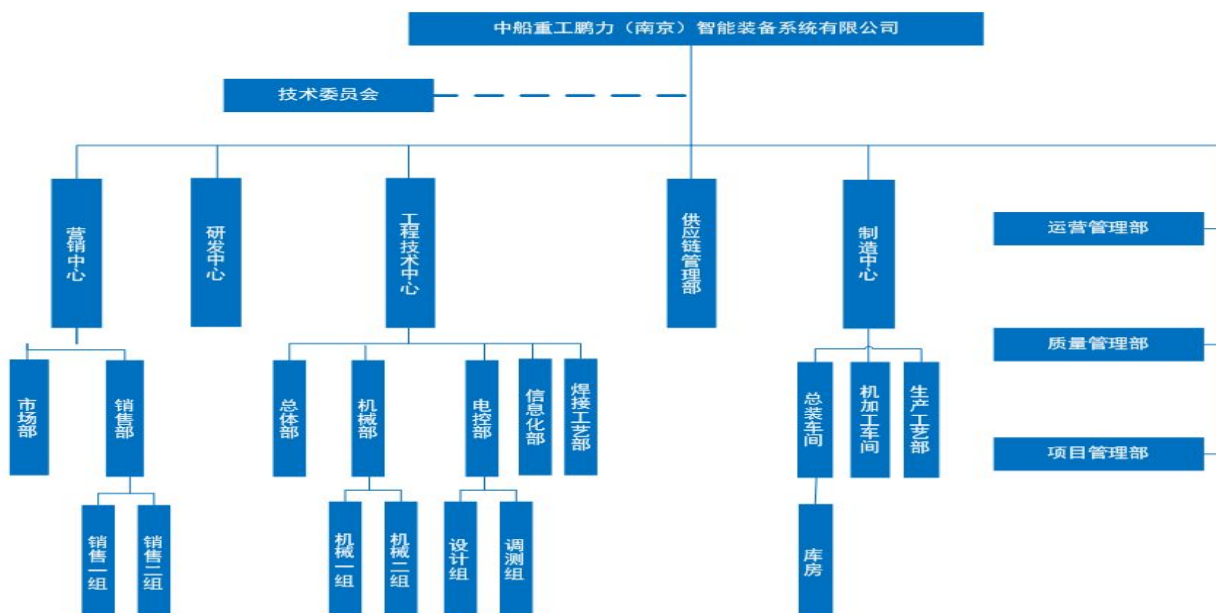 中船重工鹏力（南京）智能装备系统有限公司
技术委员会
营销中心
研发中心
工程技术中心
供应链管理部
制造中心
运营管理部
质量管理部
项目管理部
市场部
销售部
总体部
机械部
电控部
信息化部
焊接工艺部
总装车间
机加工车间
生产工艺部
销售一组
销售二组
机械一组
机械二组
设计组
调测组
库房